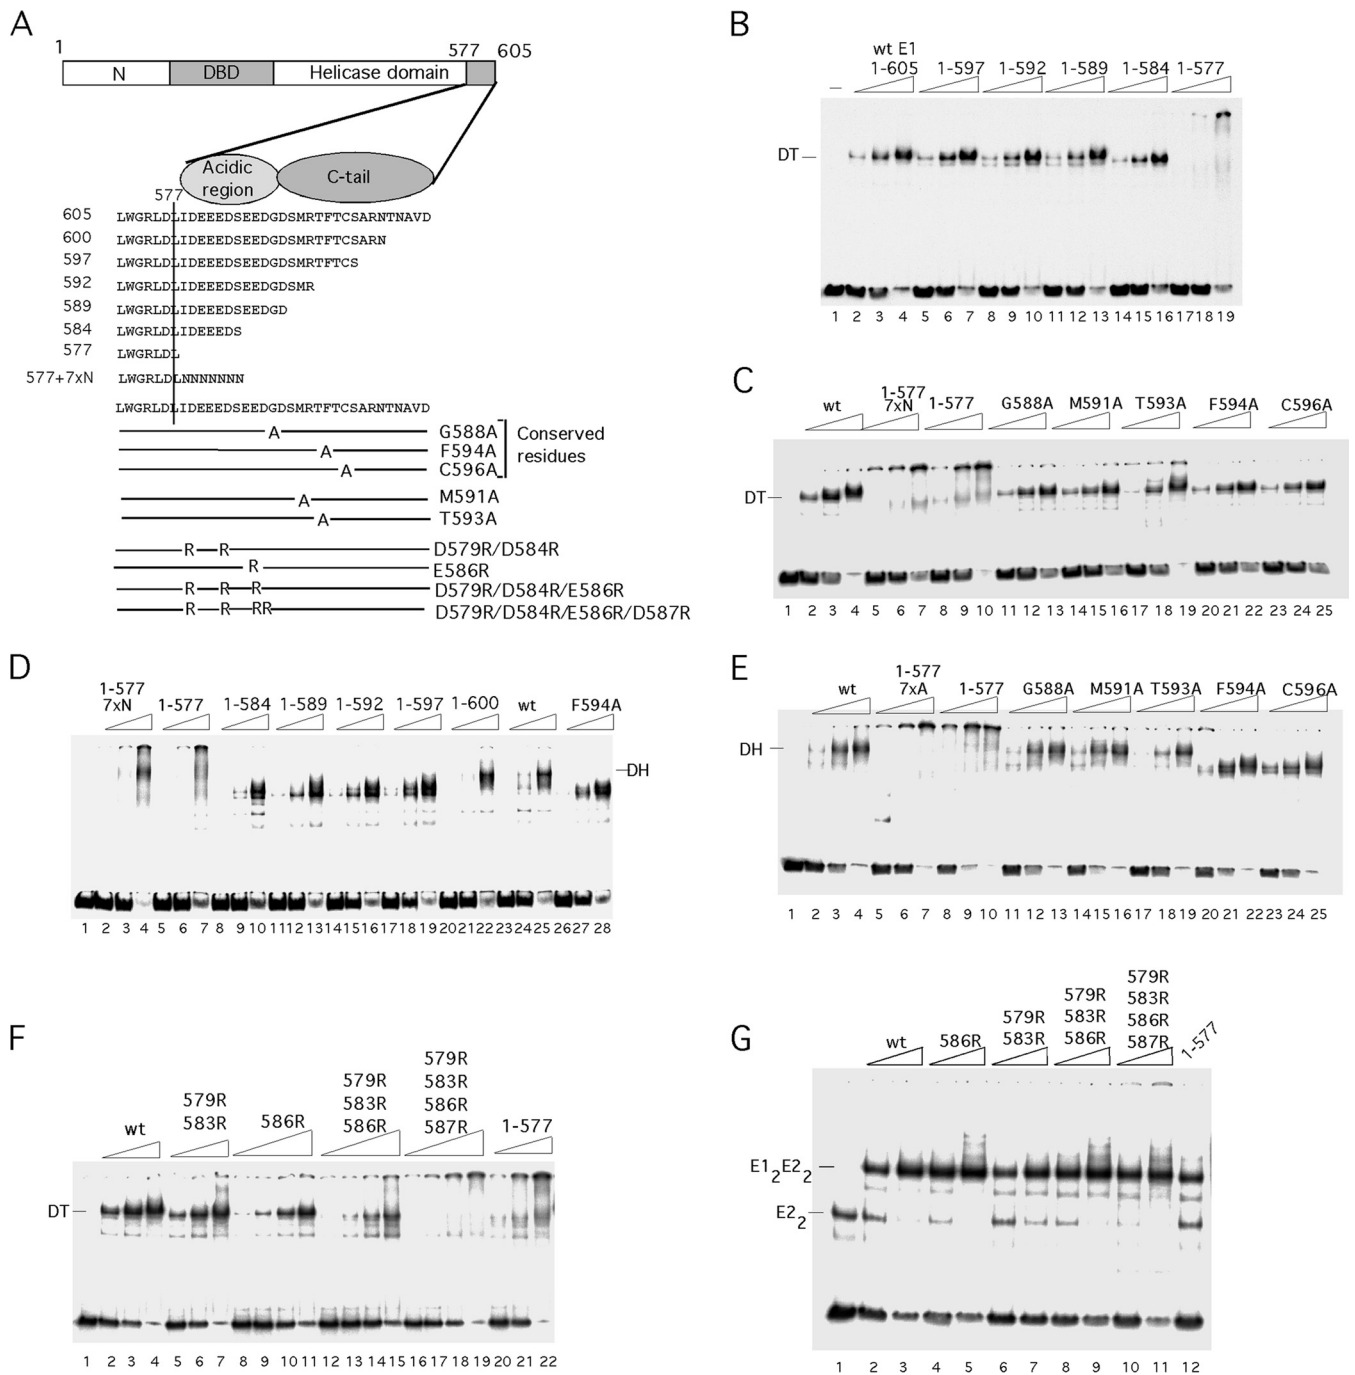 A
1
577
605
N
DBD
Helicase domain
Acidic
region
C-tail
577
605 LWGRLDLIDEEEDSEEDGDSMRTFTCSARNTNAVD
600 LWGRLDLIDEEEDSEEDGDSMRTFTCSARN
597 LWGRLDLIDEEEDSEEDGDSMRTFTCS
592 LWGRLDLIDEEEDSEEDGDSMR
589 LWGRLDLIDEEEDSEEDGD
584 LWGRLDLIDEEEDS
577 LWGRLDL
577+7xN LWGRLDLNNNNNNN
LWGRLDLIDEEEDSEEDGDSMRTFTCSARNTNAVD
A G588A
A F594A
A C596A
Conserved
residues
A M591A
A T593A
R R D579R/D584R
R E586R
R R R D579R/D584R/E586R
R R RR D579R/D584R/E586R/D587R
B
wt E1
– 1-605 1-597 1-592 1-589 1-584 1-577
DT
1 2 3 4 5 6 7 8 9 10 11 12 13 14 15 16 17 18 19
C
1-577
wt 7xN 1-577 G588A M591A T593A F594A C596A
DT
1 2 3 4 5 6 7 8 9 10 11 12 13 14 15 16 17 18 19 20 21 22 23 24 25
D
1-577
7xN 1-577 1-584 1-589 1-592 1-597 1-600 wt F594A
DH
1 2 3 4 5 6 7 8 9 10 11 12 13 14 15 16 17 18 19 20 21 22 23 24 25 26 27 28
E
1-577
wt 7xA 1-577 G588A M591A T593A F594A C596A
DH
1 2 3 4 5 6 7 8 9 10 11 12 13 14 15 16 17 18 19 20 21 22 23 24 25
F
wt
579R
583R
586R
579R
583R
586R
579R
583R
586R
587R
1-577
DT
1 2 3 4 5 6 7 8 9 10 11 12 13 14 15 16 17 18 19 20 21 22
G
wt
586R
579R
583R
579R
583R
586R
579R
583R
586R
587R
1-577
E1₂E2₂
E2₂
1 2 3 4 5 6 7 8 9 10 11 12